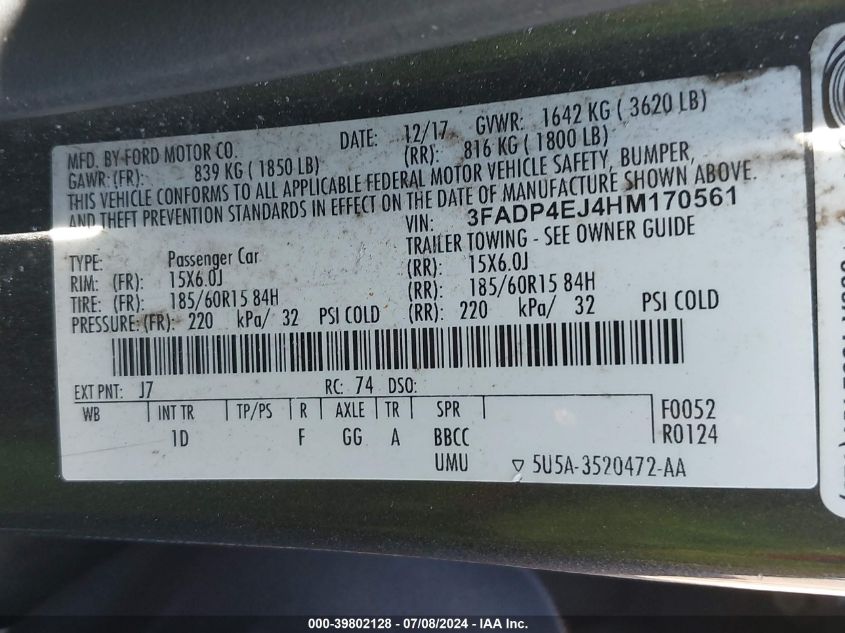 MFD. BY FORD MOTOR CO. DATE: 12/17 GVWR: 1642 KG ( 3620 LB)
GAWR: (FR): 839 KG ( 1850 LB) (RR): 816 KG ( 1800 LB)
THIS VEHICLE CONFORMS TO ALL APPLICABLE FEDERAL MOTOR VEHICLE SAFETY, BUMPER,
AND THEFT PREVENTION STANDARDS IN EFFECT ON THE DATE OF MANUFACTURE SHOWN ABOVE.
VIN: 3FADP4EJ4HM170561
TRAILER TOWING - SEE OWNER GUIDE
TYPE: Passenger Car
RIM: (FR): 15X6.0J (RR): 15X6.0J
TIRE: (FR): 185/60R15 84H (RR): 185/60R15 84H
PRESSURE: (FR): 220 kPa/ 32 PSI COLD (RR): 220 kPa/ 32 PSI COLD
EXT PNT: J7 RC: 74 DSO:
WB INT TR TP/PS R AXLE TR SPR F0052
1D F GG A BBCC R0124
UMU ▽ 5U5A-3520472-AA
000-39802128 - 07/08/2024 - IAAI Inc.